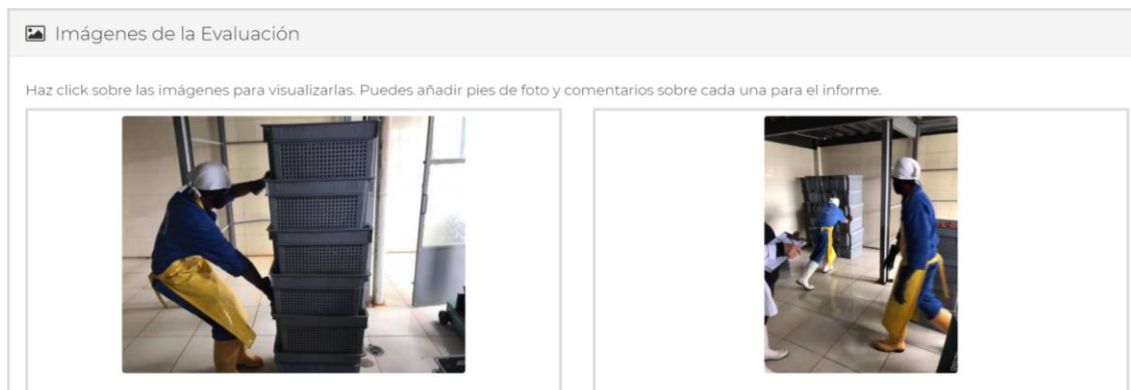 Imágenes de la Evaluación
Haz click sobre las imágenes para visualizarlas. Puedes añadir pies de foto y comentarios sobre cada una para el informe.